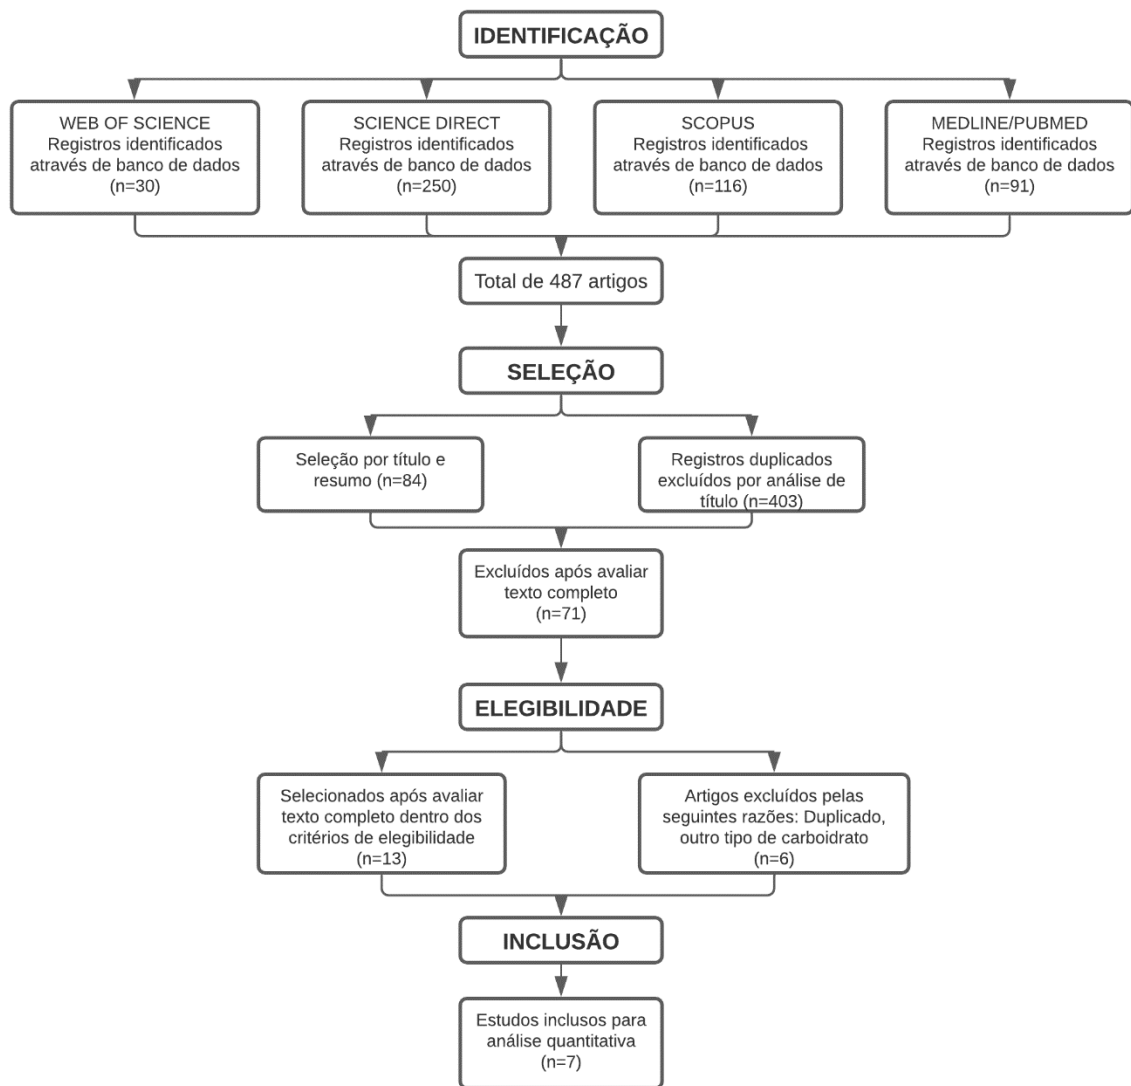 IDENTIFICAÇÃO
WEB OF SCIENCE
Registros identificados
através de banco de dados
(n=30)
SCIENCE DIRECT
Registros identificados
através de banco de dados
(n=250)
SCOPUS
Registros identificados
através de banco de dados
(n=116)
MEDLINE/PUBMED
Registros identificados
através de banco de dados
(n=91)
Total de 487 artigos
SELEÇÃO
Seleção por título e
resumo (n=84)
Registros duplicados
excluídos por análise de
título (n=403)
Excluídos após avaliar
texto completo
(n=71)
ELEGIBILIDADE
Selecionados após avaliar
texto completo dentro dos
critérios de elegibilidade
(n=13)
Artigos excluídos pelas
seguintes razões: Duplicado,
outro tipo de carboidrato
(n=6)
INCLUSÃO
Estudos inclusos para
análise quantitativa
(n=7)